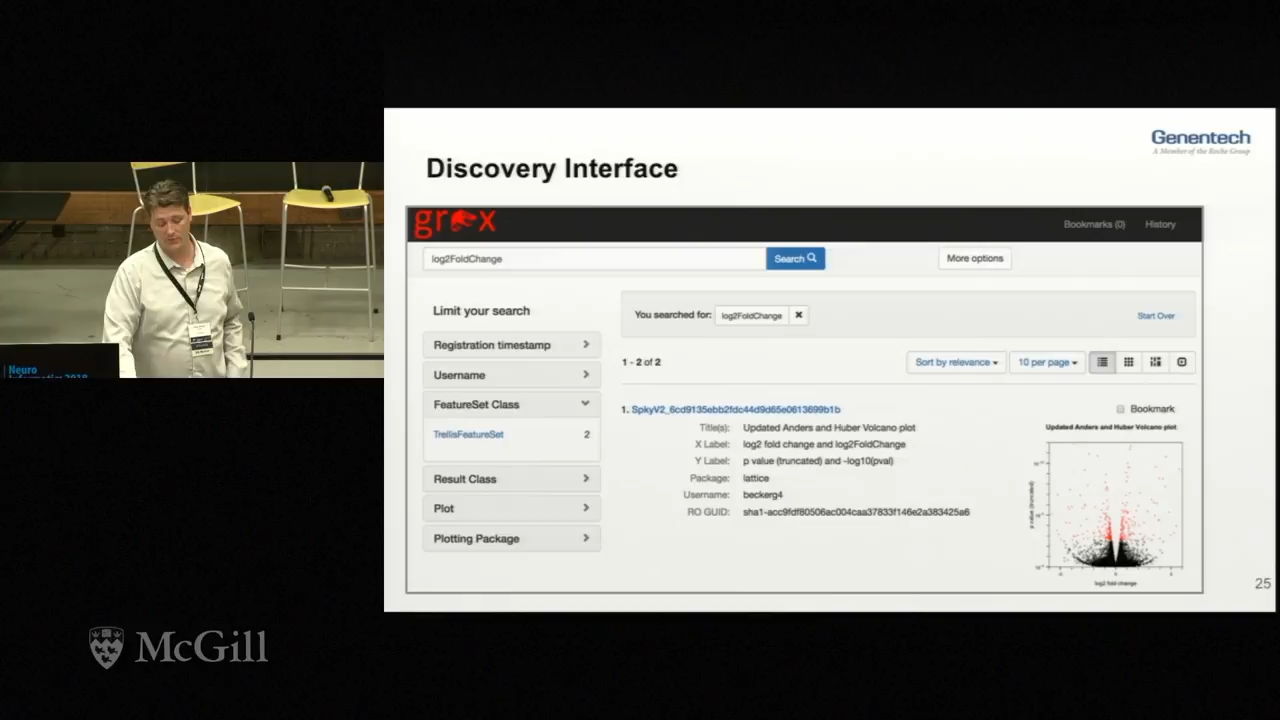 Genentech
A Member of the Roche Group
Discovery Interface
grex
Bookmarks (0) History
log2FoldChange Search More options
Limit your search
Registration timestamp
Username
FeatureSet Class
TrellisFeatureSet 2
Result Class
Plot
Plotting Package
You searched for: log2FoldChange ✖ Start Over
1 - 2 of 2 Sort by relevance 10 per page
1. SpkyV2_6cd9135ebb2fdc44d9d65e0613699b1b Bookmark
Title(s): Updated Anders and Huber Volcano plot
X Label: log2 fold change and log2FoldChange
Y Label: p value (truncated) and -log10(pval)
Package: lattice
Username: beckerg4
RO GUID: sha1-acc9fdf80506ac004caa37833f146e2a383425a6
Updated Anders and Huber Volcano plot
p value (truncated)
log2 fold change
25
Neuro
Informatics 2018
McGill